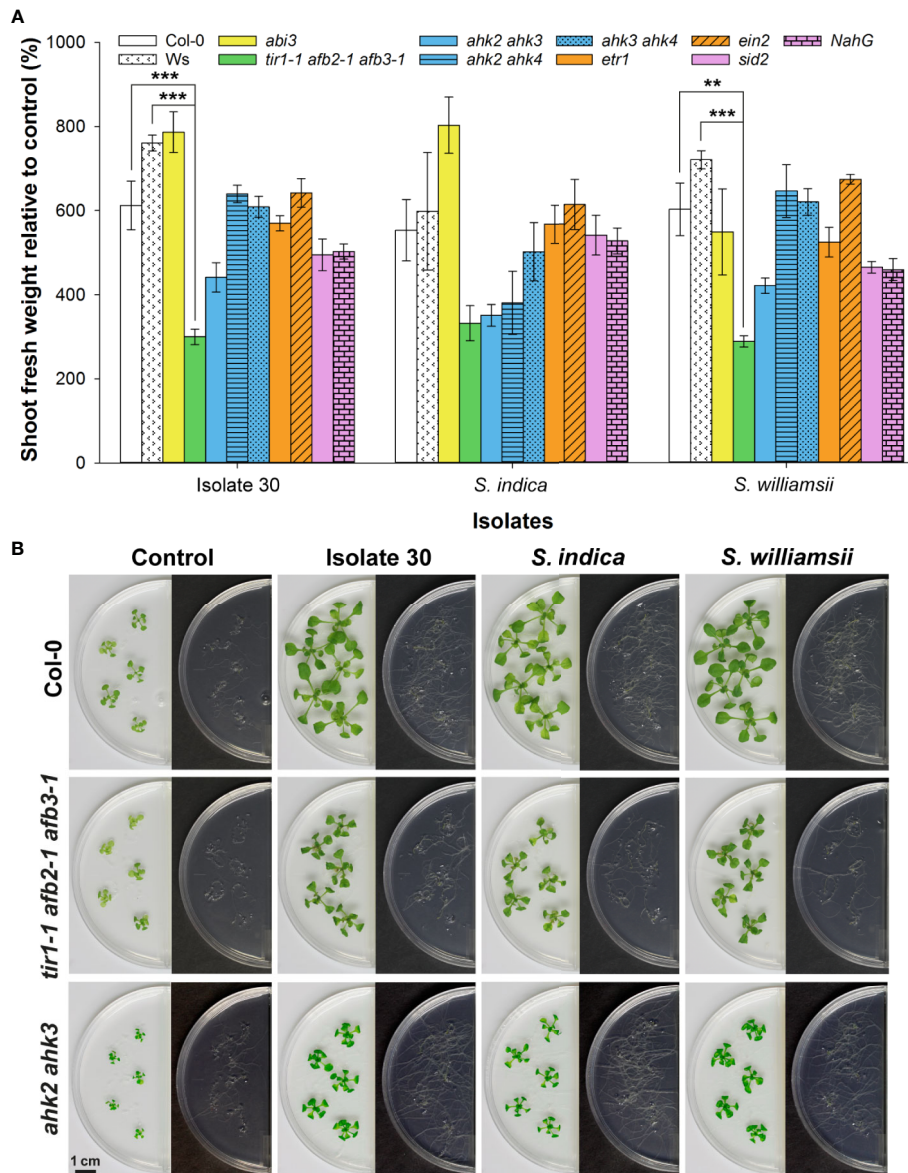 A
Shoot fresh weight relative to control (%)
1000
800
600
400
200
0
Col-0
Ws
abi3
tir1-1 afb2-1 afb3-1
ahk2 ahk3
ahk2 ahk4
ahk3 ahk4
etr1
ein2
sid2
NahG
***
***
**
***
Isolate 30
S. indica
S. williamsii
Isolates
B
Control
Isolate 30
S. indica
S. williamsii
Col-0
tir1-1 afb2-1 afb3-1
ahk2 ahk3
1 cm